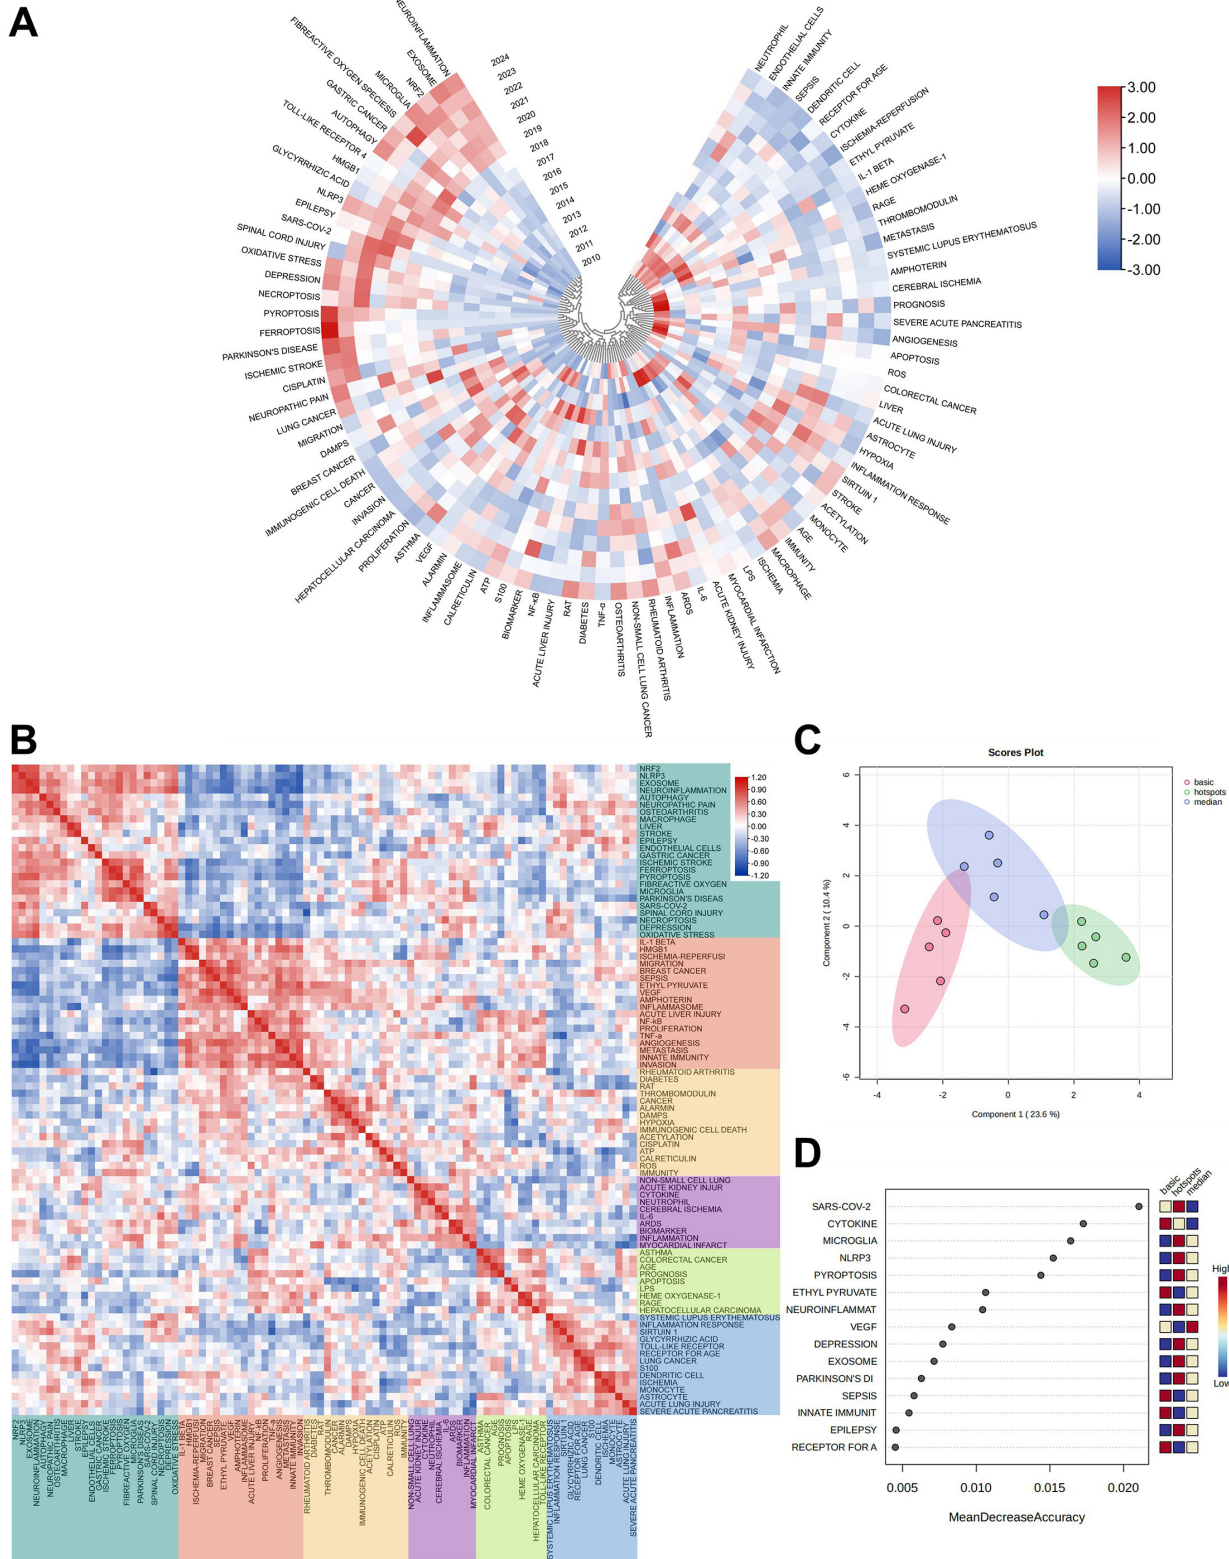 A
NEUROINFLAMMATION
EXOSOME
NRF2
MICROGLIA
FIBREACTIVE OXYGEN SPECIESIS
GASTRIC CANCER
AUTOPHAGY
TOLL-LIKE RECEPTOR 4
HMGB1
GLYCYRRHIZIC ACID
NLRP3
EPILEPSY
SARS-COV-2
SPINAL CORD INJURY
OXIDATIVE STRESS
DEPRESSION
NECROPTOSIS
PYROPTOSIS
FERROPTOSIS
PARKINSON'S DISEASE
ISCHEMIC STROKE
CISPLATIN
NEUROPATHIC PAIN
LUNG CANCER
MIGRATION
DAMPS
BREAST CANCER
IMMUNOGENIC CELL DEATH
CANCER
INVASION
HEPATOCELLULAR CARCINOMA
PROLIFERATION
ASTHMA
VEGF
ALARMIN
INFLAMMASOME
CALRETICULIN
ATP
S100
BIOMARKER
NF-κB
ACUTE LIVER INJURY
RAT
DIABETES
TNF-α
OSTEOARTHRITIS
NON-SMALL CELL LUNG CANCER
RHEUMATOID ARTHRITIS
INFLAMMATION
ARDS
IL-6
ACUTE KIDNEY INJURY
MYOCARDIAL INFARCTION
LPS
ISCHEMIA
MACROPHAGE
IMMUNITY
AGE
MONOCYTE
ACETYLATION
STROKE
SIRTUIN 1
INFLAMMATION RESPONSE
HYPOXIA
ASTROCYTE
ACUTE LUNG INJURY
LIVER
COLORECTAL CANCER
ROS
APOPTOSIS
ANGIOGENESIS
SEVERE ACUTE PANCREATITIS
PROGNOSIS
CEREBRAL ISCHEMIA
AMPHOTERIN
SYSTEMIC LUPUS ERYTHEMATOSUS
METASTASIS
THROMBOMODULIN
RAGE
HEME OXYGENASE-1
IL-1 BETA
ETHYL PYRUVATE
ISCHEMIA-REPERFUSION
CYTOKINE
RECEPTOR FOR AGE
DENDRITIC CELL
SEPSIS
INNATE IMMUNITY
ENDOTHELIAL CELLS
NEUTROPHIL
2024
2023
2022
2021
2020
2019
2018
2017
2016
2015
2014
2013
2012
2011
2010
3.00
2.00
1.00
0.00
-1.00
-2.00
-3.00
B
NRF2
NLRP3
EXOSOME
NEUROINFLAMMATION
AUTOPHAGY
NEUROPATHIC PAIN
OSTEOARTHRITIS
MACROPHAGE
LIVER
STROKE
EPILEPSY
ENDOTHELIAL CELLS
GASTRIC CANCER
ISCHEMIC STROKE
FERROPTOSIS
PYROPTOSIS
FIBREACTIVE OXYGEN
MICROGLIA
PARKINSON'S DISEAS
SARS-COV-2
SPINAL CORD INJURY
NECROPTOSIS
DEPRESSION
OXIDATIVE STRESS
IL-1 BETA
HMGB1
ISCHEMIA-REPERFUSI
MIGRATION
BREAST CANCER
SEPSIS
ETHYL PYRUVATE
VEGF
AMPHOTERIN
INFLAMMASOME
ACUTE LIVER INJURY
NF-kB
PROLIFERATION
TNF-a
ANGIOGENESIS
METASTASIS
INNATE IMMUNITY
INVASION
RHEUMATOID ARTHRITIS
DIABETES
RAT
THROMBOMODULIN
CANCER
ALARMIN
DAMPS
HYPOXIA
IMMUNOGENIC CELL DEATH
ACETYLATION
CISPLATIN
ATP
CALRETICULIN
ROS
IMMUNITY
NON-SMALL CELL LUNG
ACUTE KIDNEY INJUR
CYTOKINE
NEUTROPHIL
CEREBRAL ISCHEMIA
IL-6
ARDS
BIOMARKER
INFLAMMATION
MYOCARDIAL INFARCT
ASTHMA
COLORECTAL CANCER
AGE
PROGNOSIS
APOPTOSIS
LPS
HEME OXYGENASE-1
RAGE
HEPATOCELLULAR CARCINOMA
SYSTEMIC LUPUS ERYTHEMATOSUS
INFLAMMATION RESPONSE
SIRTUIN 1
GLYCYRRHIZIC ACID
TOLL-LIKE RECEPTOR
RECEPTOR FOR AGE
LUNG CANCER
S100
DENDRITIC CELL
ISCHEMIA
MONOCYTE
ASTROCYTE
ACUTE LUNG INJURY
SEVERE ACUTE PANCREATITIS
1.20
0.90
0.60
0.30
0.00
-0.30
-0.60
-0.90
-1.20
C
Scores Plot
basic
hotspots
median
Component 2 ( 10.4 %)
6
4
2
0
-2
-4
-6
-4
-2
0
2
4
Component 1 ( 23.6 %)
D
basic
hotspots
median
SARS-COV-2
CYTOKINE
MICROGLIA
NLRP3
PYROPTOSIS
ETHYL PYRUVATE
NEUROINFLAMMAT
VEGF
DEPRESSION
EXOSOME
PARKINSON'S DI
SEPSIS
INNATE IMMUNIT
EPILEPSY
RECEPTOR FOR A
High
Low
0.005
0.010
0.015
0.020
MeanDecreaseAccuracy